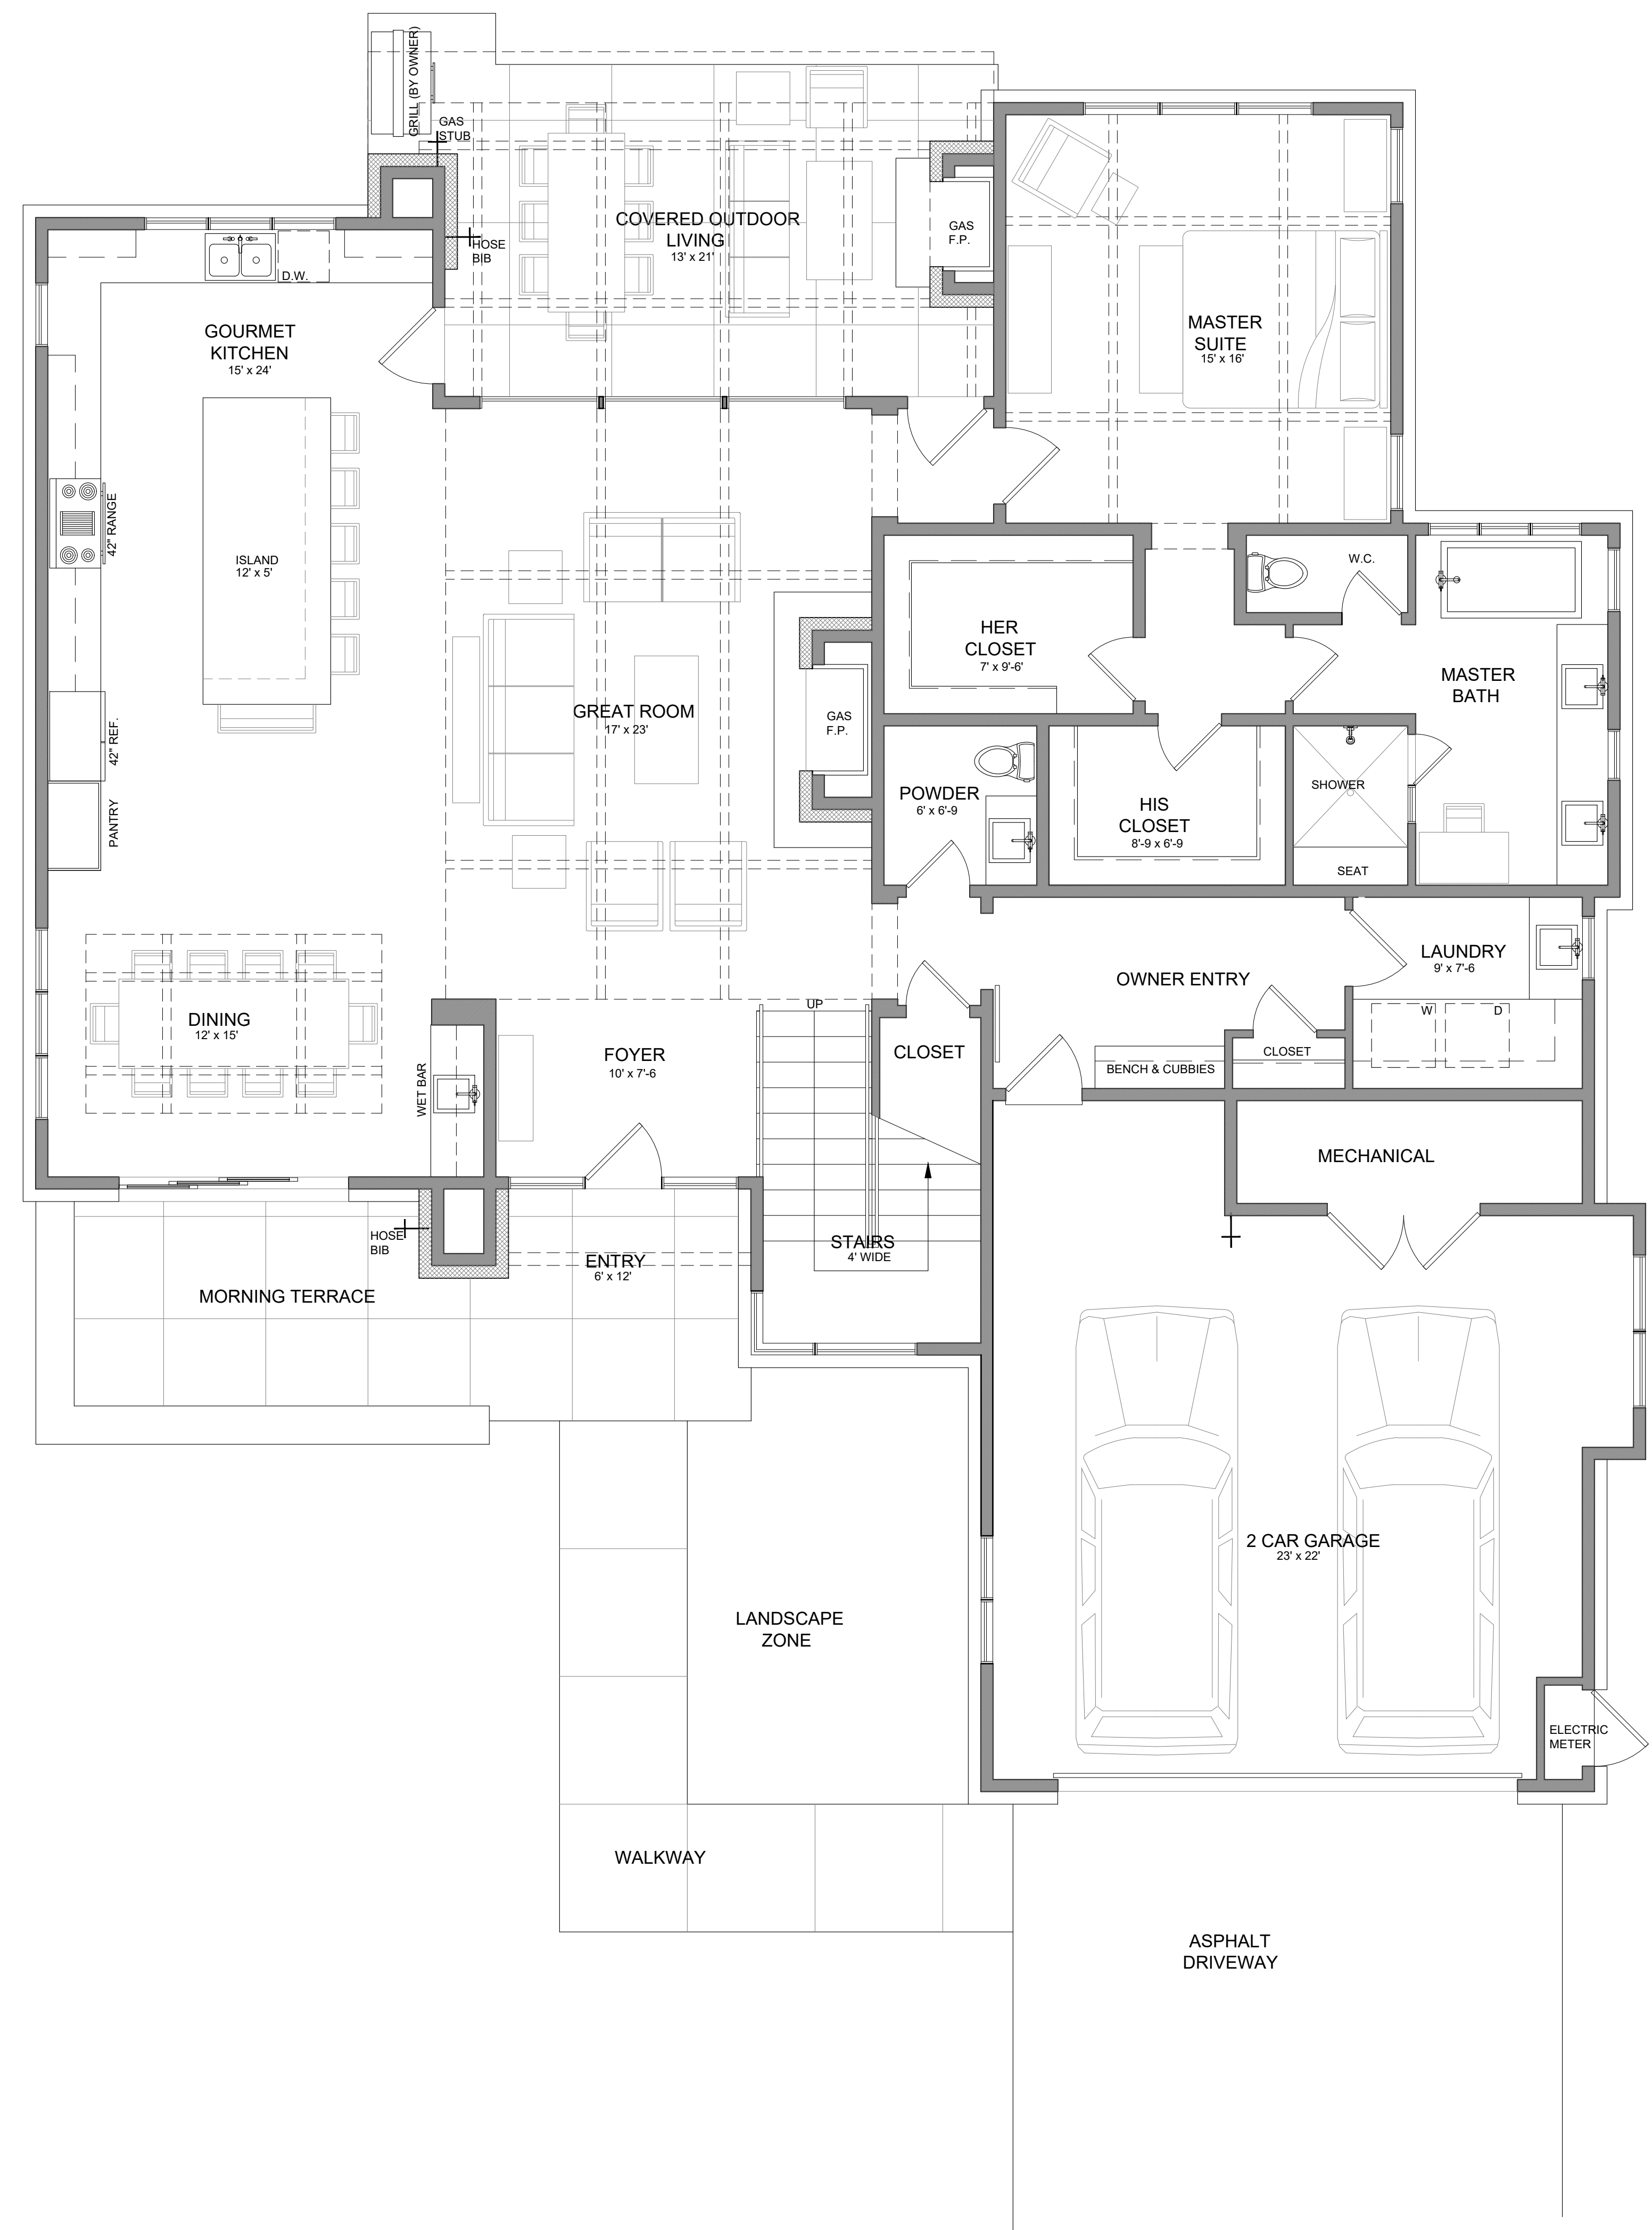 GRILL (BY OWNER)
GAS
STUB
HOSE
BIB
COVERED OUTDOOR
LIVING
13' x 21'
GAS
F.P.
D.W.
GOURMET
KITCHEN
15' x 24'
MASTER
SUITE
15' x 16'
42" RANGE
ISLAND
12' x 5'
W.C.
HER
CLOSET
7' x 9'-6'
MASTER
BATH
42" REF.
GREAT ROOM
17' x 23'
GAS
F.P.
PANTRY
POWDER
6' x 6'-9
HIS
CLOSET
8'-9 x 6'-9
SHOWER
SEAT
LAUNDRY
9' x 7'-6
OWNER ENTRY
W
D
DINING
12' x 15'
UP
WET BAR
FOYER
10' x 7'-6
CLOSET
CLOSET
BENCH & CUBBIES
MECHANICAL
HOSE
BIB
STAIRS
4' WIDE
ENTRY
6' x 12'
MORNING TERRACE
2 CAR GARAGE
23' x 22'
LANDSCAPE
ZONE
ELECTRIC
METER
WALKWAY
ASPHALT
DRIVEWAY